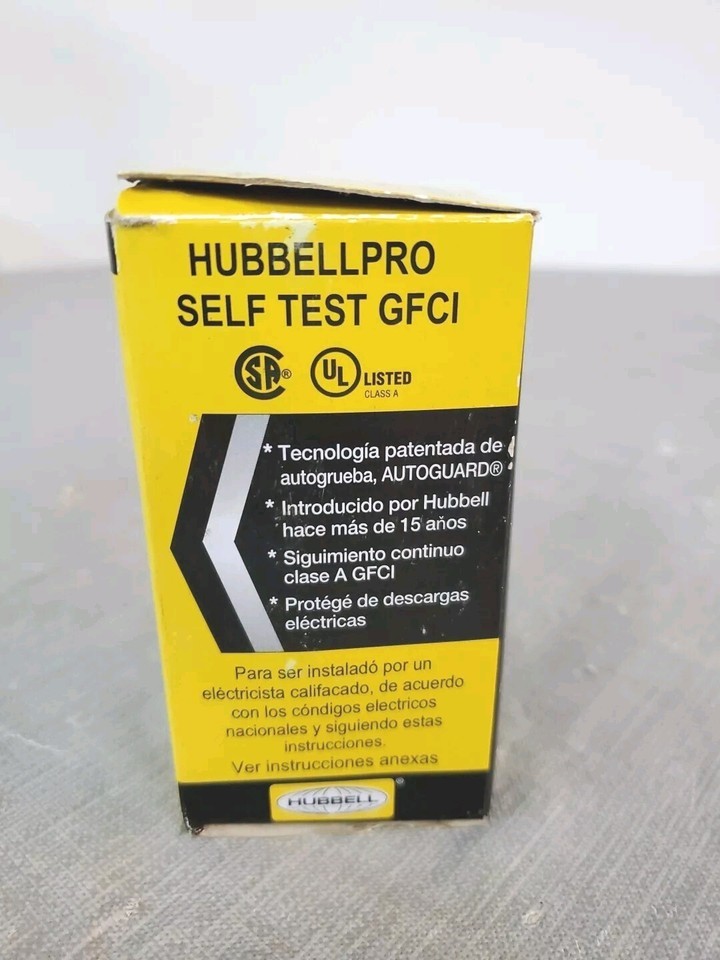 HUBBELLPRO
SELF TEST GFCI
SA®
UL LISTED
CLASS A
* Tecnología patentada de
autogrueba, AUTOGUARD®
* Introducido por Hubbell
hace más de 15 aňos
* Siguimiento continuo
clase A GFCI
* Protégé de descargas
eléctricas
Para ser instaladó por un
eléctricista califacado, de acuerdo
con los cóndigos electricos
nacionales y siguiendo estas
instrucciones.
Ver instrucciones anexas
HUBBELL®